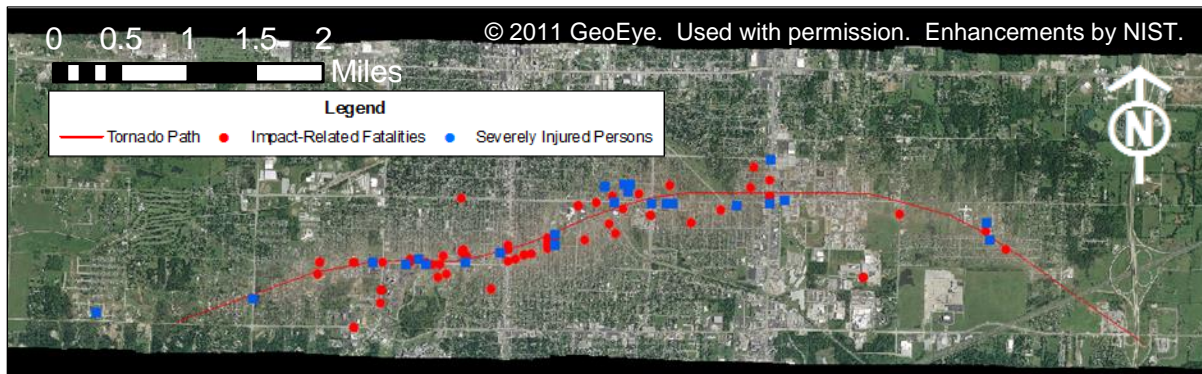 © 2011 GeoEye. Used with permission. Enhancements by NIST.
0 0.5 1 1.5 2
Miles
Legend
Tornado Path Impact-Related Fatalities Severely Injured Persons
N